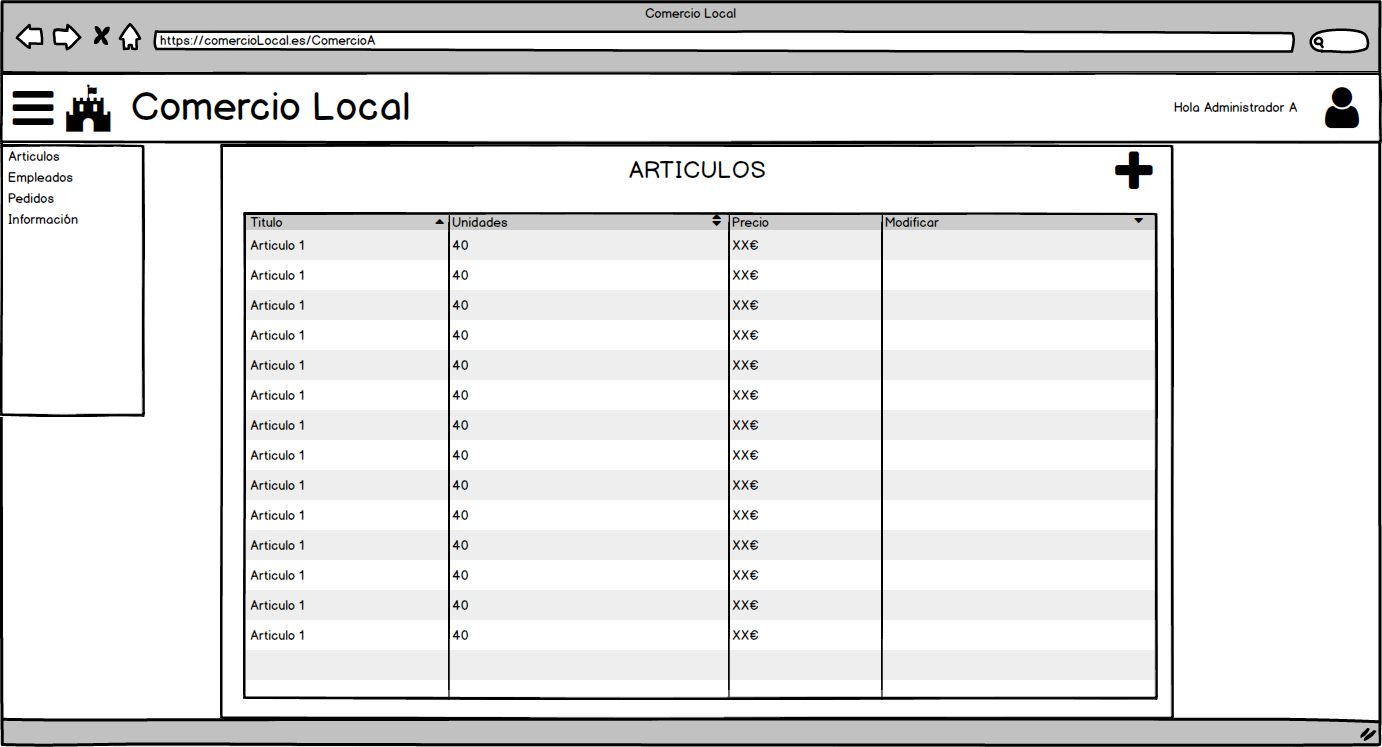 Comercio Local
https://comercioLocal.es/ComercioA
Comercio Local
Hola Administrador A
Articulos
Empleados
Pedidos
Información
ARTICULOS
Titulo Unidades Precio Modificar
Articulo 1 40 XX€
Articulo 1 40 XX€
Articulo 1 40 XX€
Articulo 1 40 XX€
Articulo 1 40 XX€
Articulo 1 40 XX€
Articulo 1 40 XX€
Articulo 1 40 XX€
Articulo 1 40 XX€
Articulo 1 40 XX€
Articulo 1 40 XX€
Articulo 1 40 XX€
Articulo 1 40 XX€
Articulo 1 40 XX€